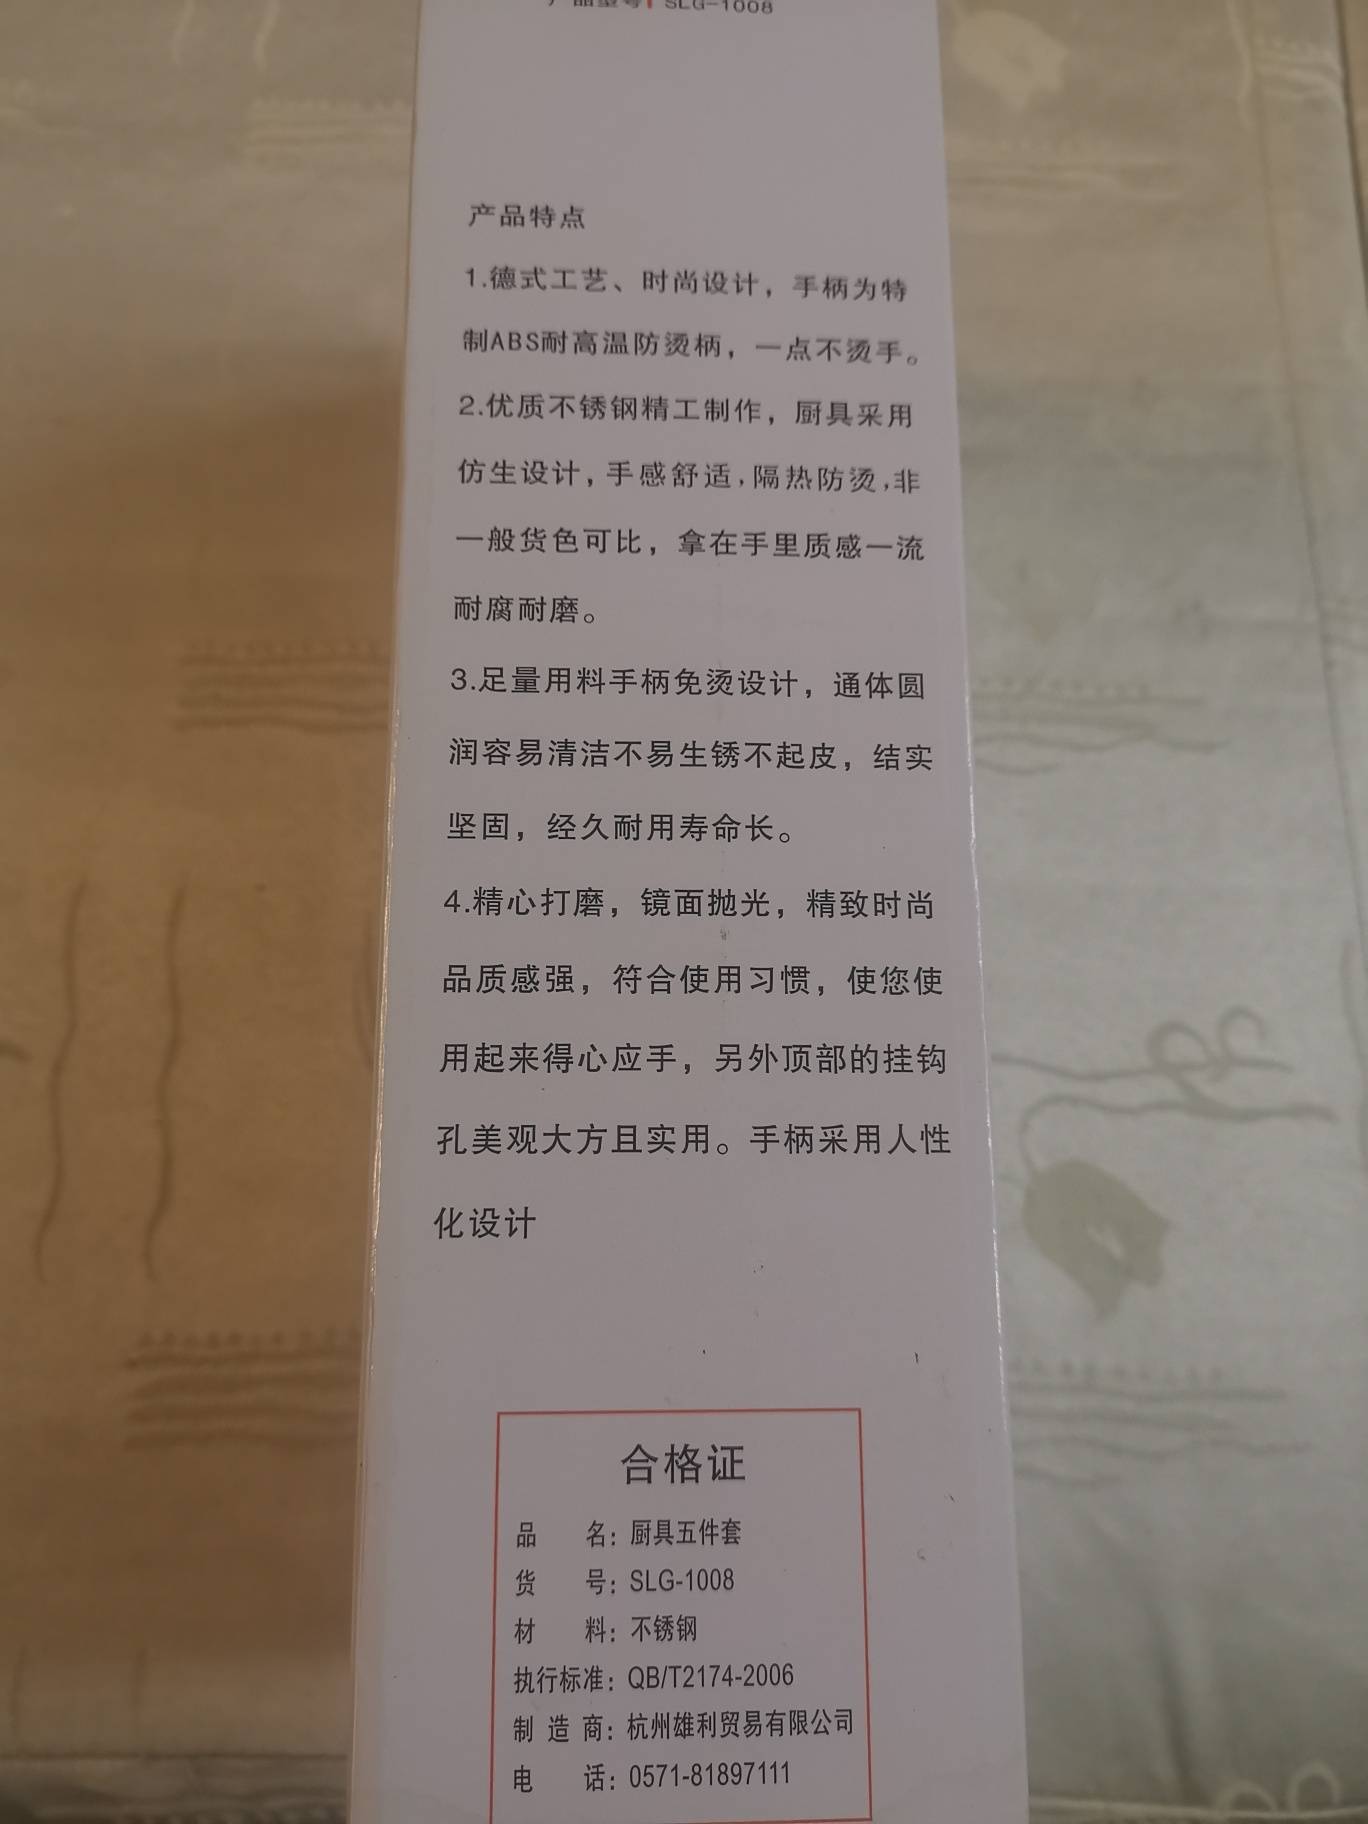 产品型号 SLG-1008
产品特点
1.德式工艺、时尚设计，手柄为特
制ABS耐高温防烫柄，一点不烫手。
2.优质不锈钢精工制作，厨具采用
仿生设计，手感舒适，隔热防烫，非
一般货色可比，拿在手里质感一流
耐腐耐磨。
3.足量用料手柄免烫设计，通体圆
润容易清洁不易生锈不起皮，结实
坚固，经久耐用寿命长。
4.精心打磨，镜面抛光，精致时尚
品质感强，符合使用习惯，使您使
用起来得心应手，另外顶部的挂钩
孔美观大方且实用。手柄采用人性
化设计
合格证
品 名：厨具五件套
货 号：SLG-1008
材 料：不锈钢
执行标准：QB/T2174-2006
制 造 商：杭州雄利贸易有限公司
电 话：0571-81897111